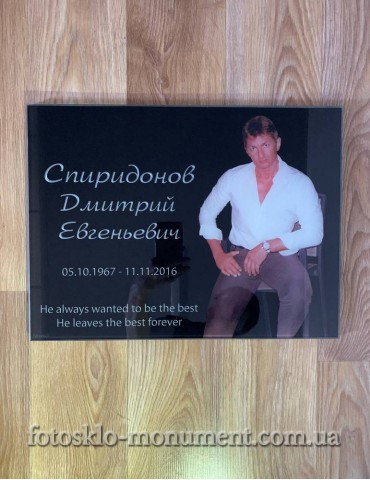 Спиридонов
Дмитрий
Евгеньевич
05.10.1967 - 11.11.2016
He always wanted to be the best
He leaves the best forever
fotosklo-monument.com.ua